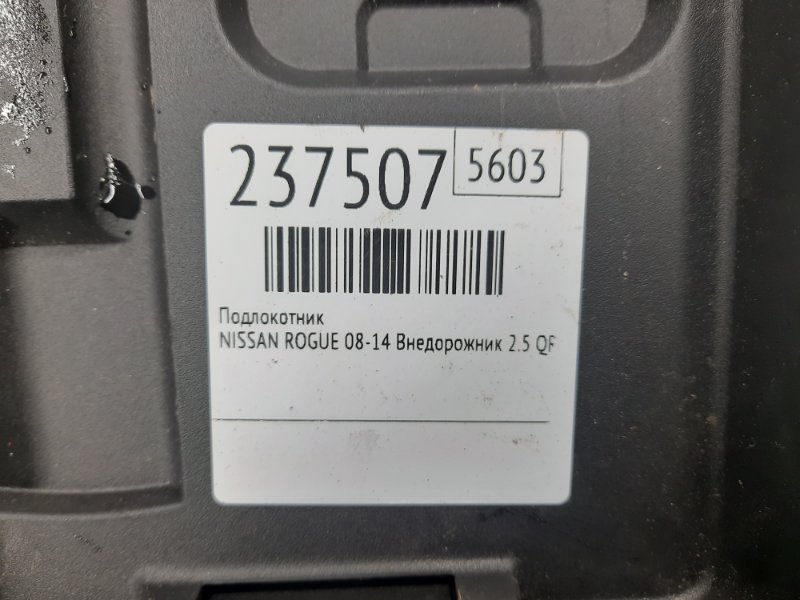 237507 5603
Подлокотник
NISSAN ROGUE 08-14 Внедорожник 2.5